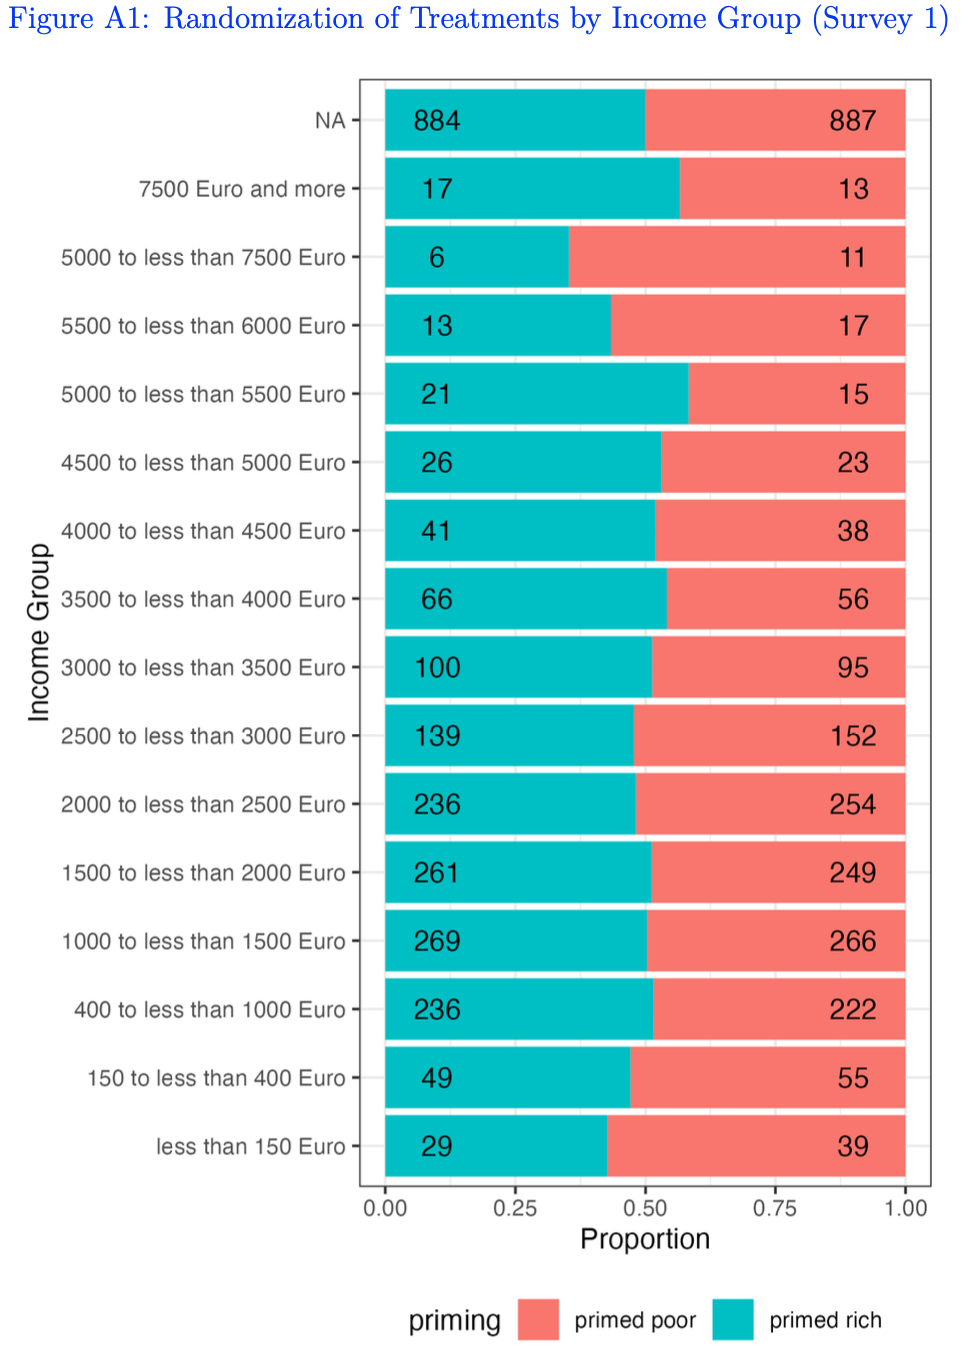 Figure A1: Randomization of Treatments by Income Group (Survey 1)
Income Group
NA 884 887
7500 Euro and more 17 13
5000 to less than 7500 Euro 6 11
5500 to less than 6000 Euro 13 17
5000 to less than 5500 Euro 21 15
4500 to less than 5000 Euro 26 23
4000 to less than 4500 Euro 41 38
3500 to less than 4000 Euro 66 56
3000 to less than 3500 Euro 100 95
2500 to less than 3000 Euro 139 152
2000 to less than 2500 Euro 236 254
1500 to less than 2000 Euro 261 249
1000 to less than 1500 Euro 269 266
400 to less than 1000 Euro 236 222
150 to less than 400 Euro 49 55
less than 150 Euro 29 39
0.00 0.25 0.50 0.75 1.00
Proportion
priming primed poor primed rich